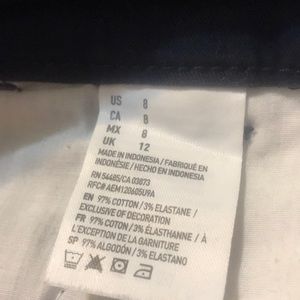 US 8
CA 8
MX 8
UK 12
MADE IN INDONESIA / FABRIQUÉ EN
INDONÉSIE / HECHO EN INDONESIA
RN 54485/CA 03873
RFC# AEM120405U9A
EN 97% COTTON / 3% ELASTANE /
EXCLUSIVE OF DECORATION
FR 97% COTON / 3% ÉLASTHANNE / À
L'EXCEPTION DE LA GARNITURE
SP 97% ALGODÓN / 3% ELASTANO